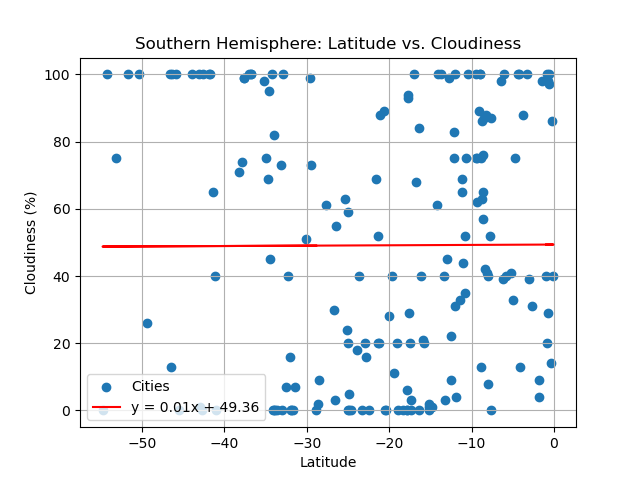 Southern Hemisphere: Latitude vs. Cloudiness
100
80
60
40
20
0
Cloudiness (%)
Cities
y = 0.01x + 49.36
−50
−40
−30
−20
−10
0
Latitude